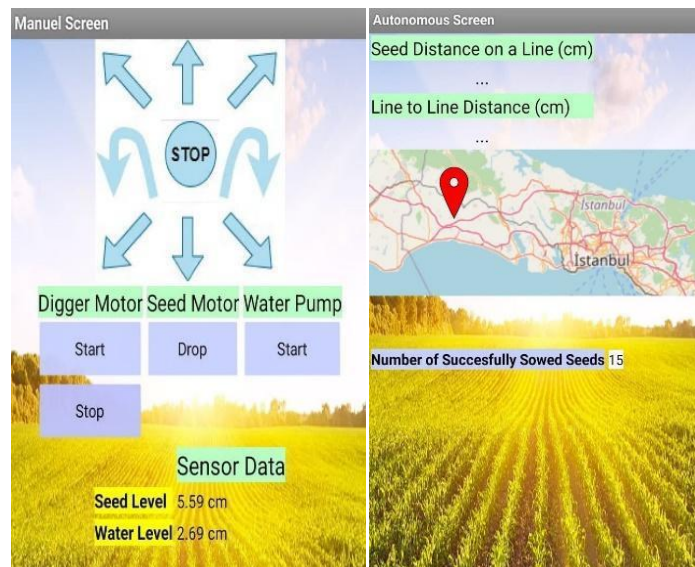 Manuel Screen
STOP
Digger Motor Seed Motor Water Pump
Start Drop Start
Stop
Sensor Data
Seed Level 5.59 cm
Water Level 2.69 cm
Autonomous Screen
Seed Distance on a Line (cm)
...
Line to Line Distance (cm)
...
İstanbul
İstanbul
Number of Succesfully Sowed Seeds 15